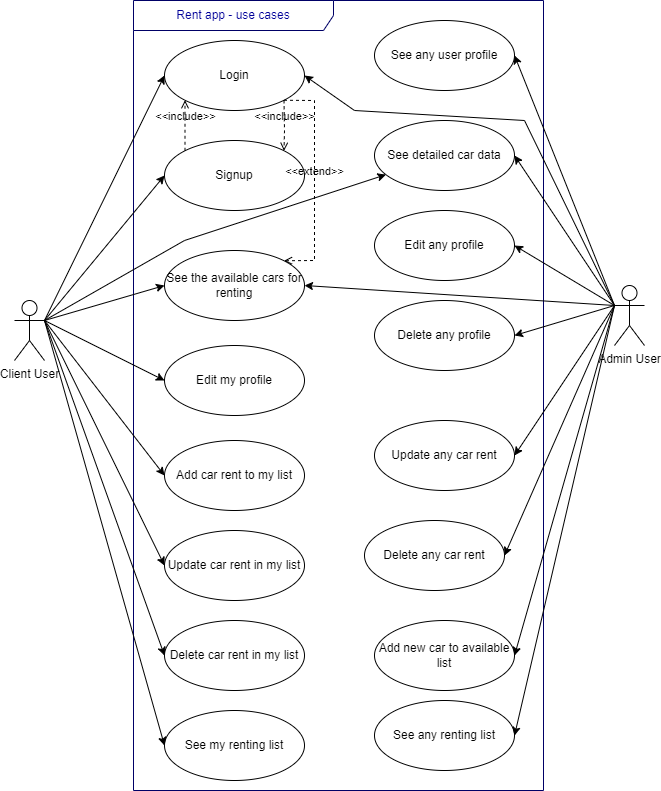 Rent app - use cases
Login
See any user profile
<<include>>
<<include>>
Signup
<<extend>>
See detailed car data
Edit any profile
See the available cars for
renting
Delete any profile
Client User
Admin User
Edit my profile
Add car rent to my list
Update any car rent
Update car rent in my list
Delete any car rent
Delete car rent in my list
Add new car to available
list
See my renting list
See any renting list